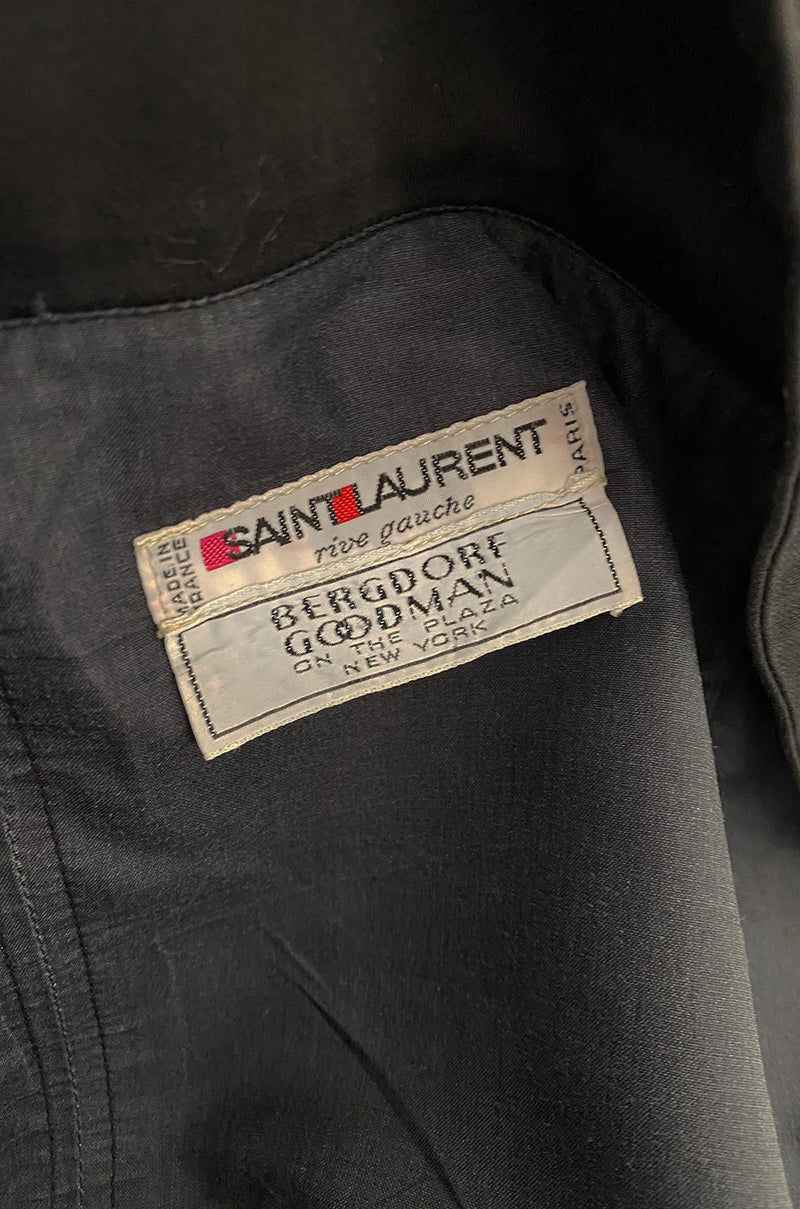 SAINT LAURENT
rive gauche
MADE IN
FRANCE
PARIS
BERGDORF
GOODMAN
ON THE PLAZA
NEW YORK